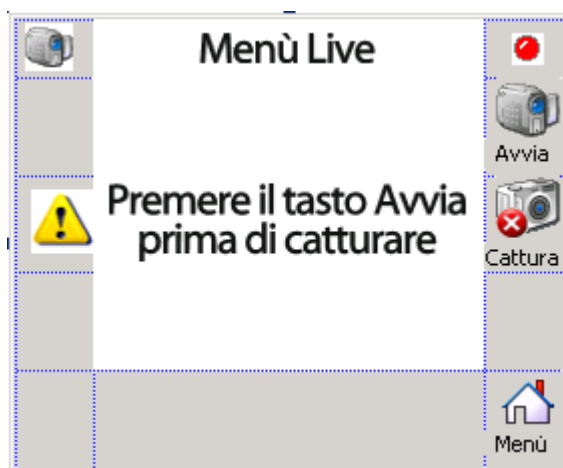 Menù Live
Avvia
Premere il tasto Avvia
prima di catturare
Cattura
Menù